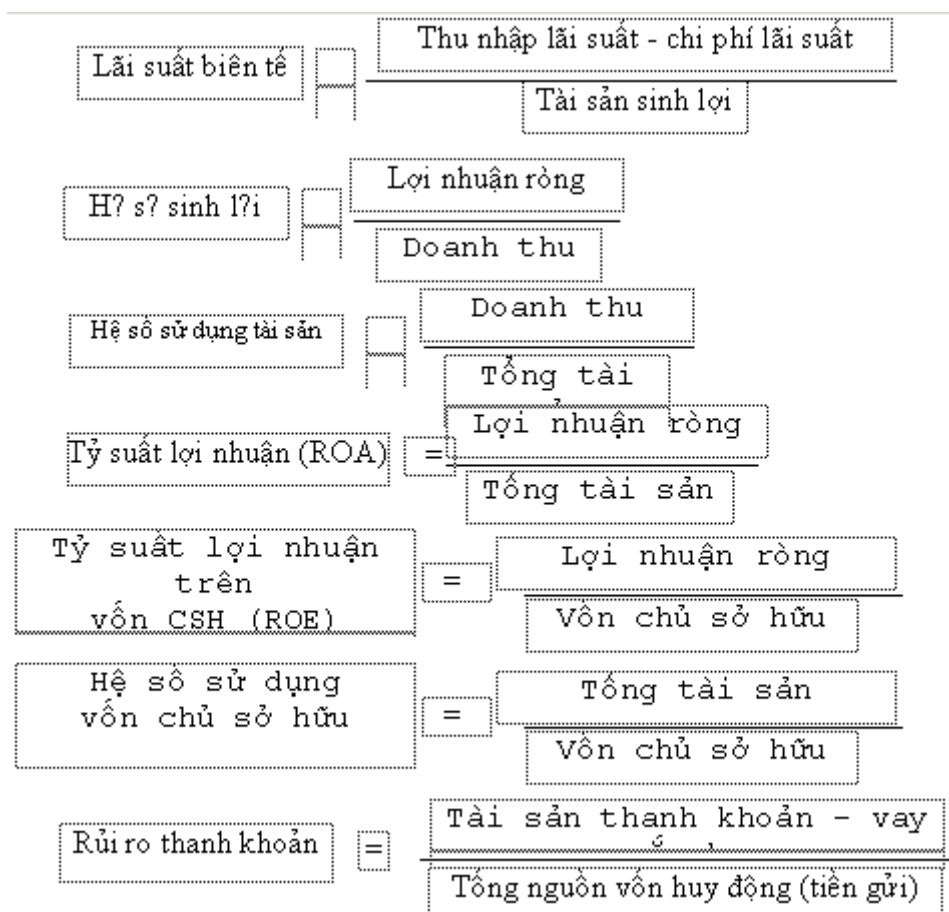 Thu nhập lãi suất - chi phí lãi suất
Lãi suất biên tế
Tài sản sinh lợi
Lợi nhuận ròng
H? s? sinh l?i
Doanh thu
Doanh thu
Hệ số sử dụng tài sản
Tổng tài
Lợi nhuận ròng
Tỷ suất lợi nhuận (ROA) =
Tổng tài sản
Tỷ suất lợi nhuận
trên
vốn CSH (ROE)
=
Lợi nhuận ròng
Vốn chủ sở hữu
Hệ số sử dụng
vốn chủ sở hữu
=
Tổng tài sản
Vốn chủ sở hữu
Tài sản thanh khoản - vay
Rủi ro thanh khoản =
Tổng nguồn vốn huy động (tiền gửi)